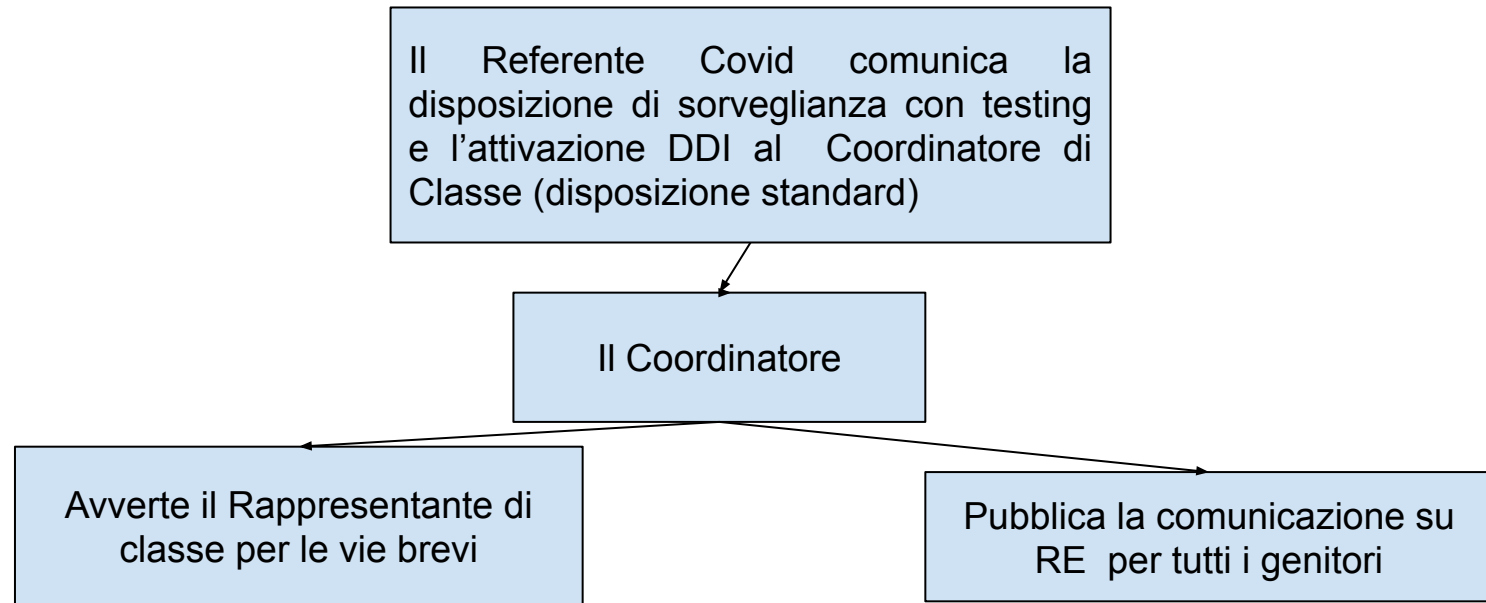 Il Referente Covid comunica la
disposizione di sorveglianza con testing
e l’attivazione DDI al Coordinatore di
Classe (disposizione standard)
Il Coordinatore
Avverte il Rappresentante di
classe per le vie brevi
Pubblica la comunicazione su
RE per tutti i genitori